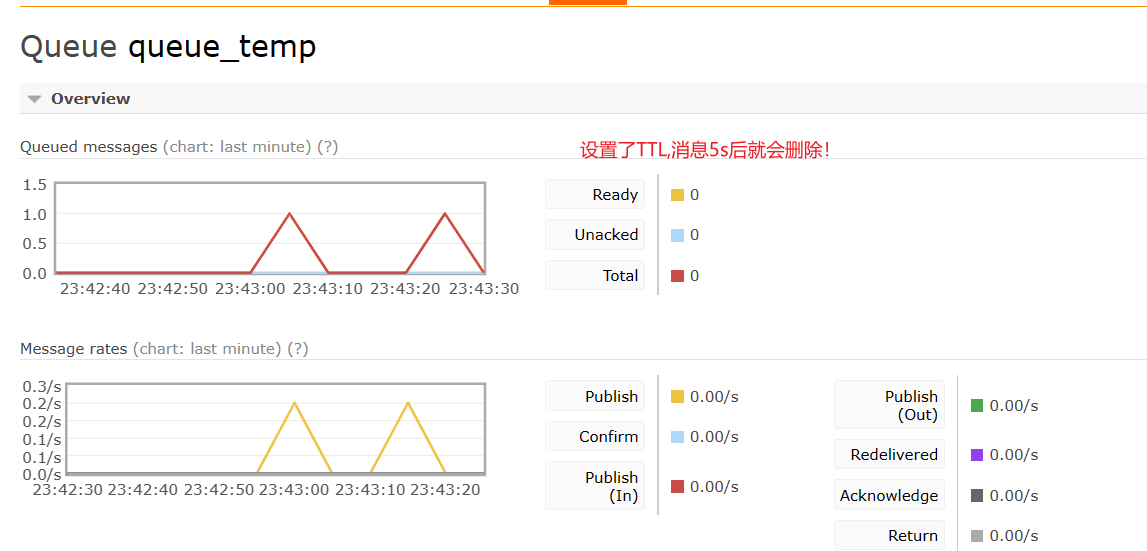 Queue queue_temp
Overview
Queued messages (chart: last minute) (?)
设置了TTL,消息5s后就会删除！
1.5
1.0
0.5
0.0
23:42:40 23:42:50 23:43:00 23:43:10 23:43:20 23:43:30
Ready 0
Unacked 0
Total 0
Message rates (chart: last minute) (?)
0.3/s
0.2/s
0.2/s
0.1/s
0.1/s
0.0/s
23:42:30 23:42:40 23:42:50 23:43:00 23:43:10 23:43:20
Publish 0.00/s
Confirm 0.00/s
Publish
(In) 0.00/s
Publish
(Out) 0.00/s
Redelivered 0.00/s
Acknowledge 0.00/s
Return 0.00/s